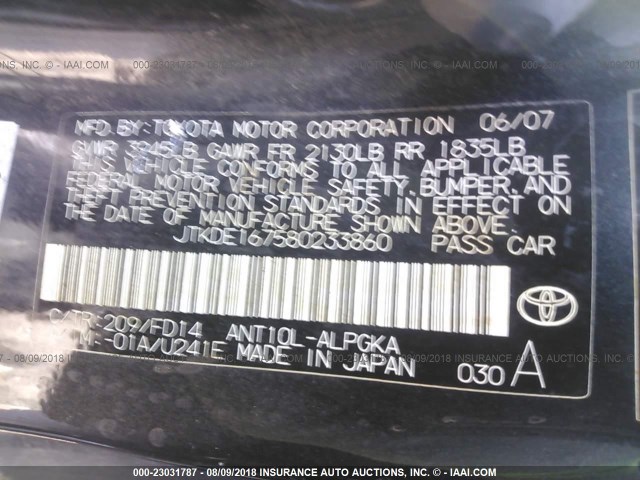 MFD.BY:TOYOTA MOTOR CORPORATION 06/07
GVWR 3945LB GAWR FR 2130LB RR 1835LB
THIS VEHICLE CONFORMS TO ALL APPLICABLE
FEDERAL MOTOR VEHICLE SAFETY, BUMPER, AND
THEFT PREVENTION STANDARDS IN EFFECT ON
THE DATE OF MANUFACTURE SHOWN ABOVE.
JTKDE167580233860 PASS CAR
C/TR:209/FD14 ANT10L-ALPGKA
-01A/U241E MADE IN JAPAN 030 A
000-23031787 - 08/09/2018 - INSURANCE AUTO AUCTIONS, INC. - © - IAAI.COM